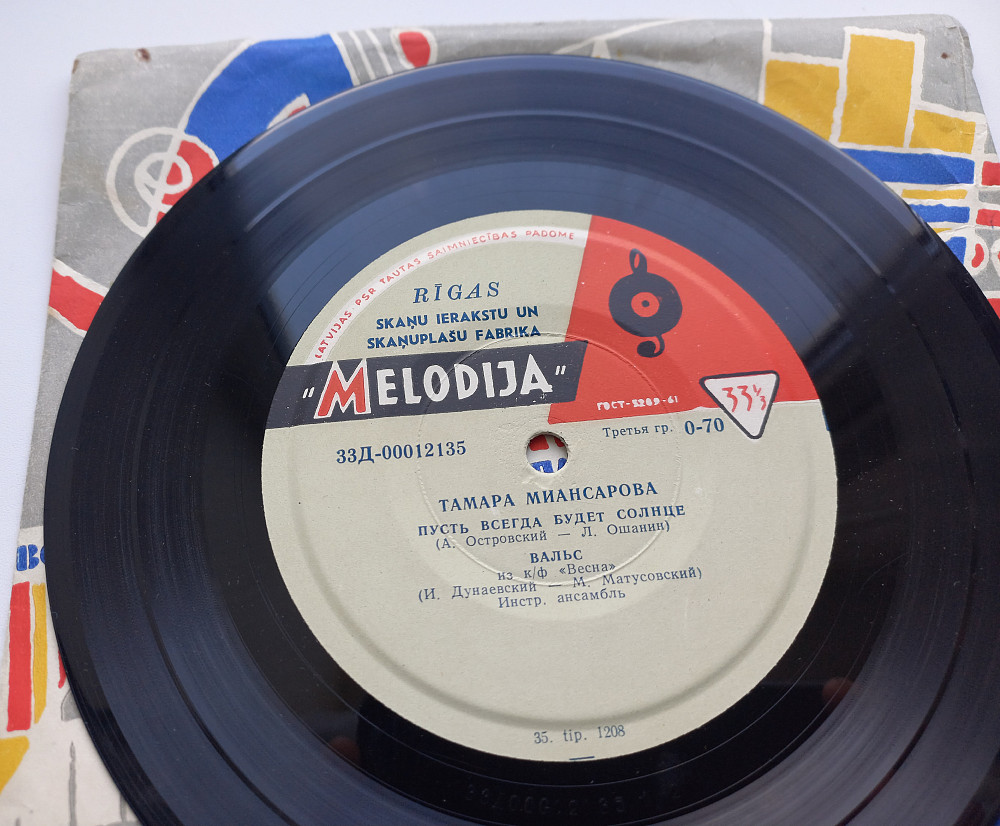 LATVIJAS PSR TAUTAS SAIMNIECĪBAS PADOME
RĪGAS
SKAŅU IERAKSTU UN
SKAŅUPLAŠU FABRIKA
"MELODIJA"
ГОСТ-5289-61
33⅓
33Д-00012135
Третья гр. 0-70
ТАМАРА МИАНСАРОВА
ПУСТЬ ВСЕГДА БУДЕТ СОЛНЦЕ
(А. Островский — Л. Ошанин)
ВАЛЬС
из к/ф «Весна»
(И. Дунаевский — М. Матусовский)
Инстр. ансамбль
35. tip. 1208